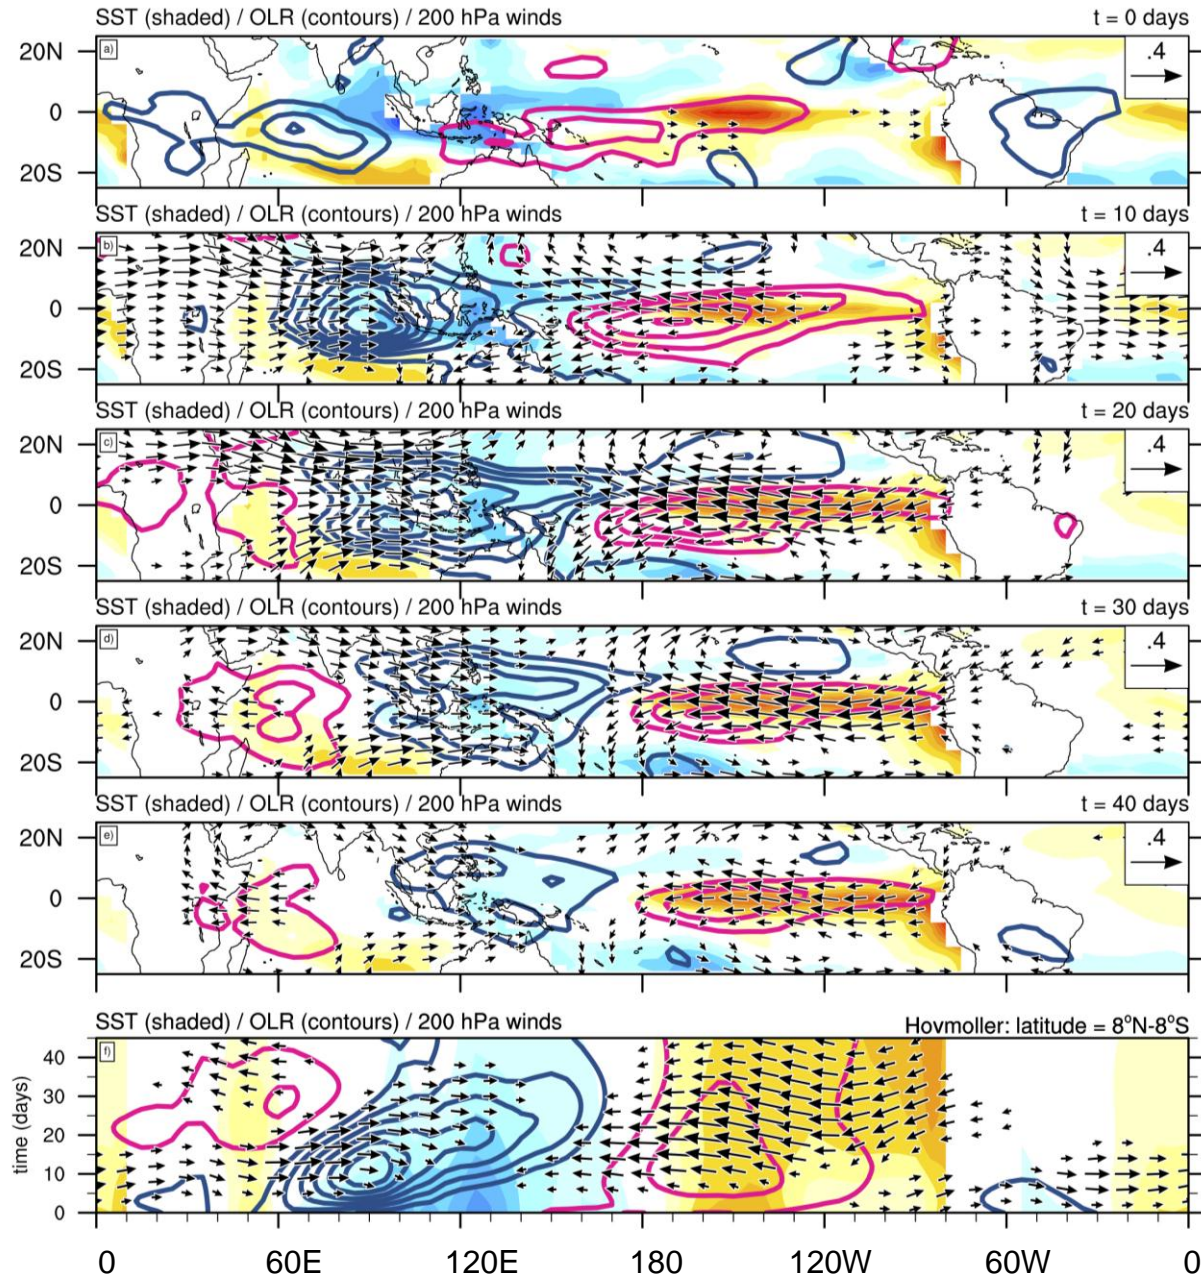 SST (shaded) / OLR (contours) / 200 hPa winds t = 0 days
a)
20N
0
20S
.4
SST (shaded) / OLR (contours) / 200 hPa winds t = 10 days
b)
20N
0
20S
.4
SST (shaded) / OLR (contours) / 200 hPa winds t = 20 days
c)
20N
0
20S
.4
SST (shaded) / OLR (contours) / 200 hPa winds t = 30 days
d)
20N
0
20S
.4
SST (shaded) / OLR (contours) / 200 hPa winds t = 40 days
e)
20N
0
20S
.4
SST (shaded) / OLR (contours) / 200 hPa winds Hovmoller: latitude = 8°N-8°S
f)
time (days)
40
30
20
10
0
0 60E 120E 180 120W 60W 0